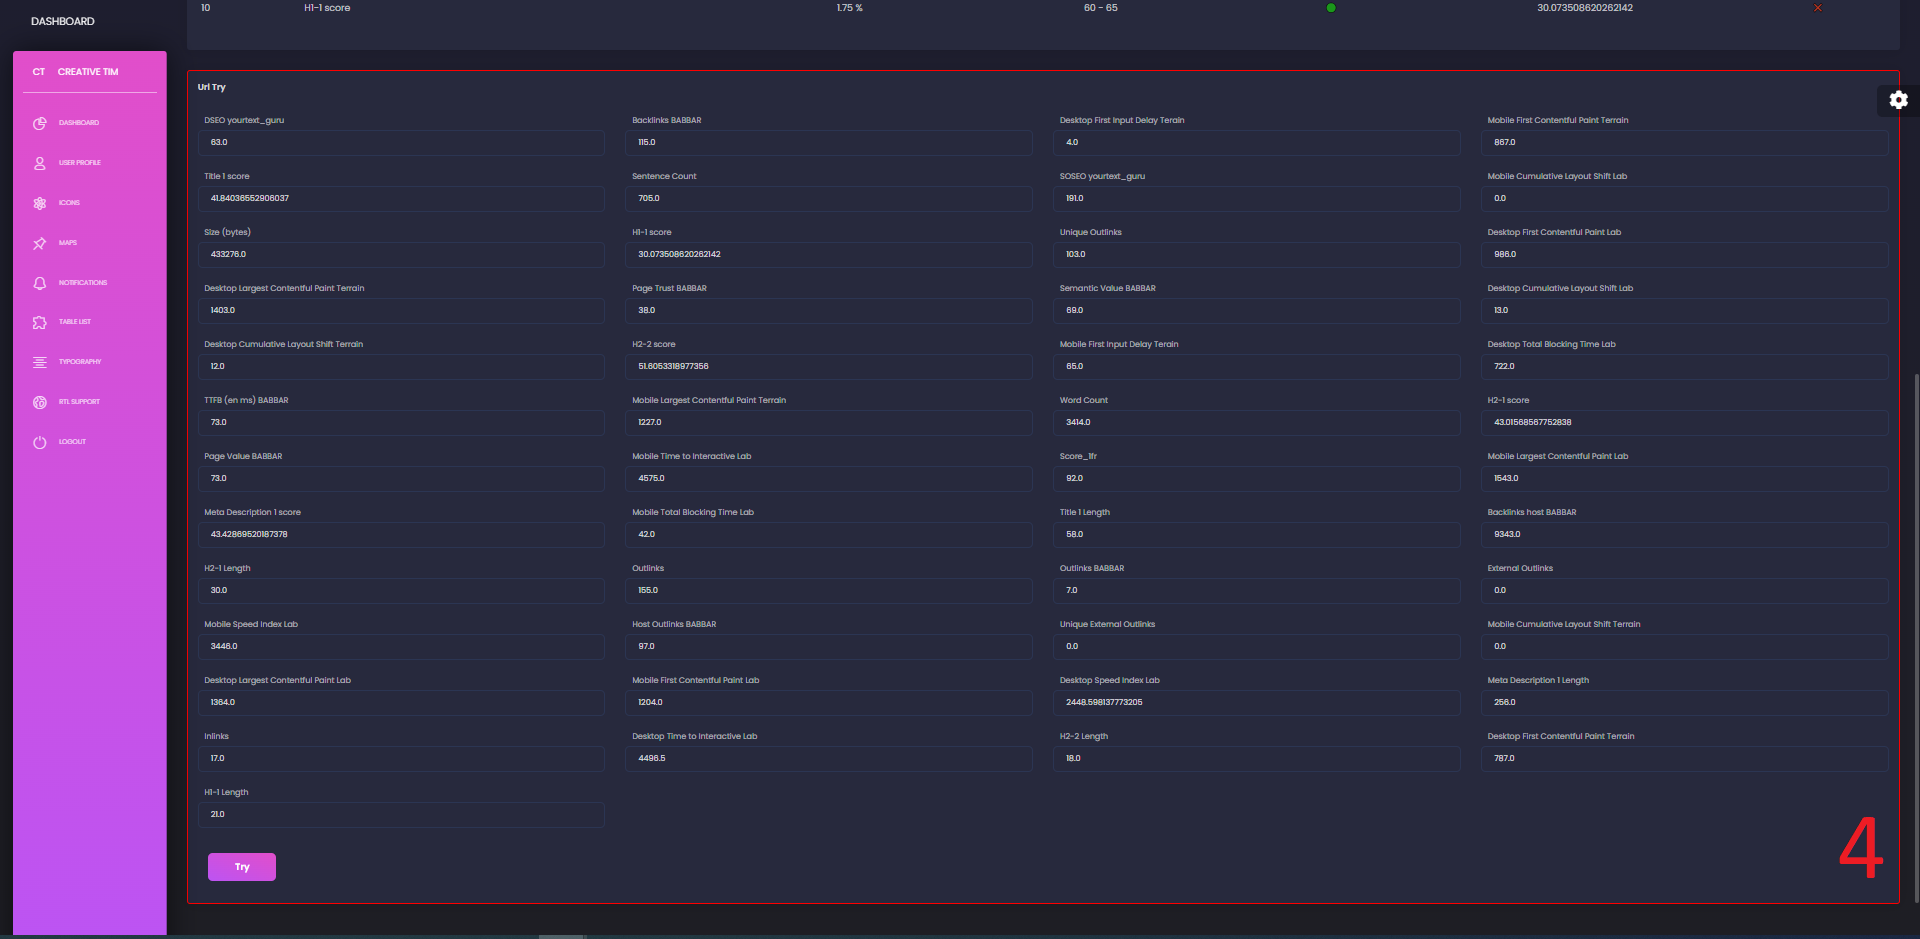 DASHBOARD
10 H1-1 score 1.75 % 60 - 65 30.073508620262142
CT CREATIVE TIM
DASHBOARD
USER PROFILE
ICONS
MAPS
NOTIFICATIONS
TABLE LIST
TYPOGRAPHY
RTL SUPPORT
LOGOUT
Url Try
DSEO yourtext_guru Backlinks BABBAR Desktop First Input Delay Terain Mobile First Contentful Paint Terrain
63.0 115.0 4.0 867.0
Title 1 score Sentence Count SOSEO yourtext_guru Mobile Cumulative Layout Shift Lab
41.84036552906037 705.0 191.0 0.0
Size (bytes) H1-1 score Unique Outlinks Desktop First Contentful Paint Lab
433276.0 30.073508620262142 103.0 986.0
Desktop Largest Contentful Paint Terrain Page Trust BABBAR Semantic Value BABBAR Desktop Cumulative Layout Shift Lab
1403.0 38.0 69.0 13.0
Desktop Cumulative Layout Shift Terrain H2-2 score Mobile First Input Delay Terain Desktop Total Blocking Time Lab
12.0 51.6053318977356 65.0 722.0
TTFB (en ms) BABBAR Mobile Largest Contentful Paint Terrain Word Count H2-1 score
73.0 1227.0 3414.0 43.01568567752838
Page Value BABBAR Mobile Time to Interactive Lab Score_1fr Mobile Largest Contentful Paint Lab
73.0 4575.0 92.0 1543.0
Meta Description 1 score Mobile Total Blocking Time Lab Title 1 Length Backlinks host BABBAR
43.42869520187378 42.0 58.0 9343.0
H2-1 Length Outlinks Outlinks BABBAR External Outlinks
30.0 155.0 7.0 0.0
Mobile Speed Index Lab Host Outlinks BABBAR Unique External Outlinks Mobile Cumulative Layout Shift Terrain
3446.0 97.0 0.0 0.0
Desktop Largest Contentful Paint Lab Mobile First Contentful Paint Lab Desktop Speed Index Lab Meta Description 1 Length
1364.0 1204.0 2448.598137773205 256.0
Inlinks Desktop Time to Interactive Lab H2-2 Length Desktop First Contentful Paint Terrain
17.0 4496.5 18.0 787.0
H1-1 Length
21.0
Try
4